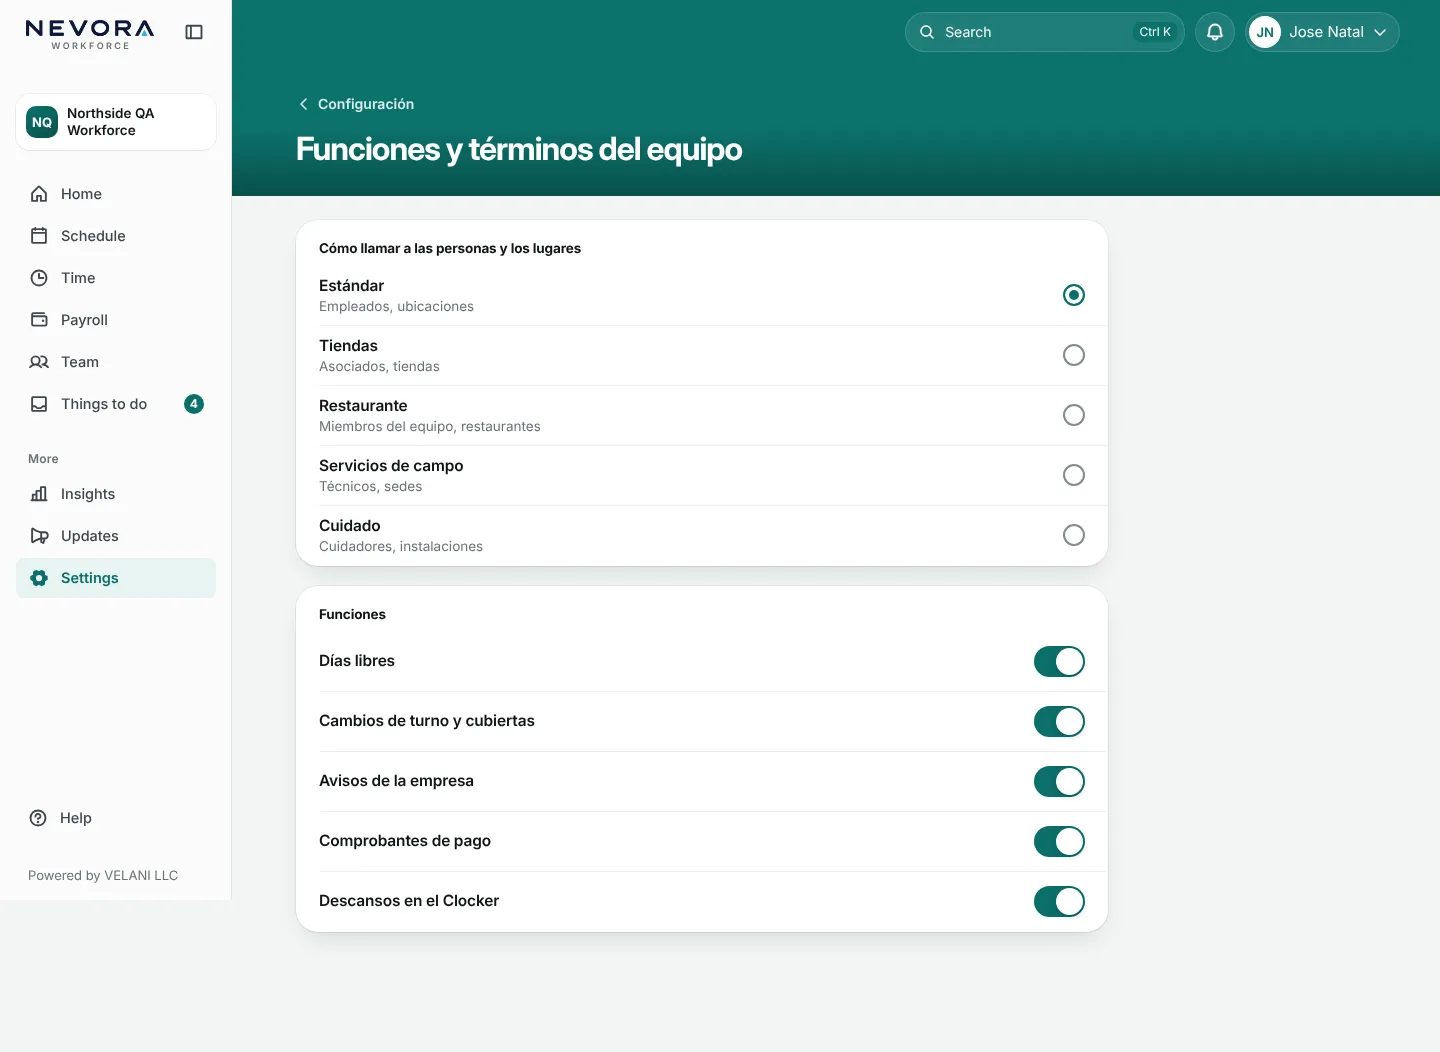 NEVORA
WORKFORCE
Search
Ctrl K
JN
Jose Natal
NQ
Northside QA
Workforce
Home
Schedule
Time
Payroll
Team
Things to do
4
More
Insights
Updates
Settings
Help
Powered by VELANI LLC
Configuración
Funciones y términos del equipo
Cómo llamar a las personas y los lugares
Estándar
Empleados, ubicaciones
Tiendas
Asociados, tiendas
Restaurante
Miembros del equipo, restaurantes
Servicios de campo
Técnicos, sedes
Cuidado
Cuidadores, instalaciones
Funciones
Días libres
Cambios de turno y cubiertas
Avisos de la empresa
Comprobantes de pago
Descansos en el Clocker